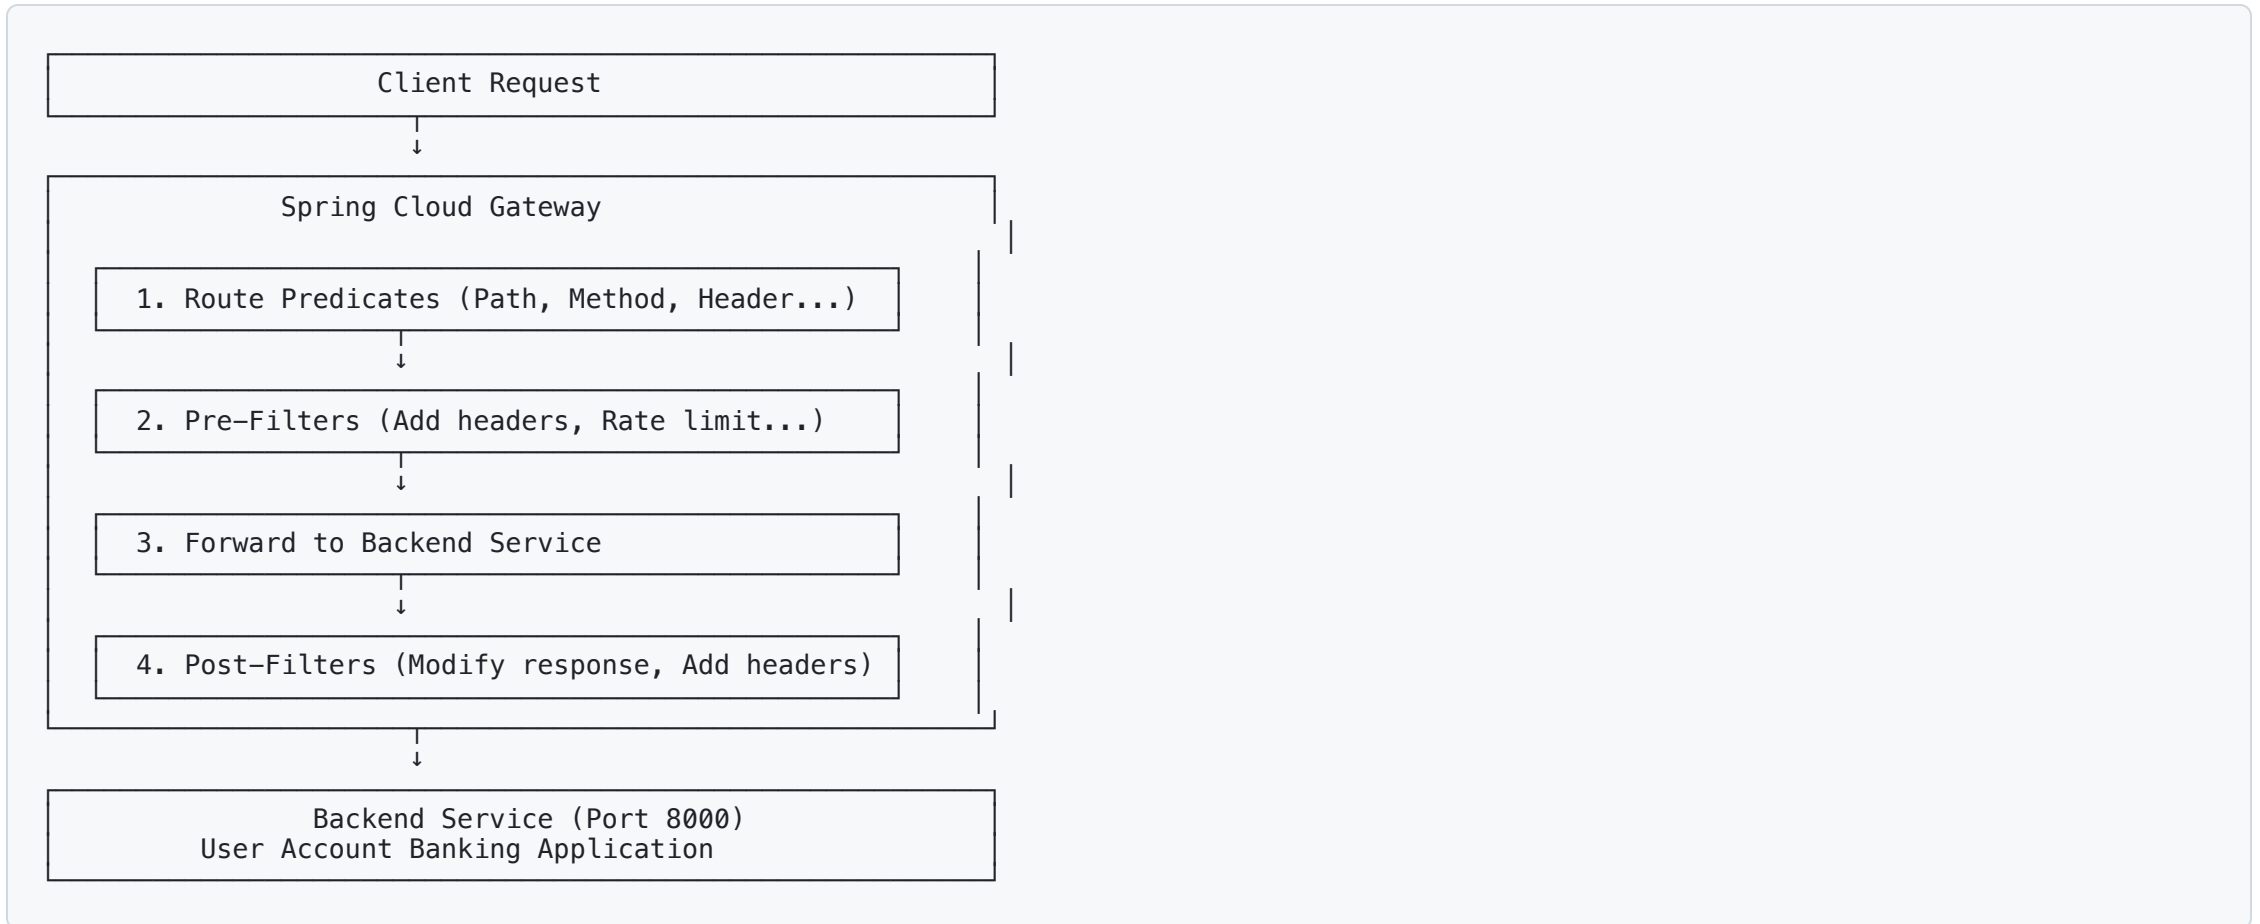 Client Request
↓
Spring Cloud Gateway
1. Route Predicates (Path, Method, Header...)
↓
2. Pre-Filters (Add headers, Rate limit...)
↓
3. Forward to Backend Service
↓
4. Post-Filters (Modify response, Add headers)
↓
Backend Service (Port 8000)
User Account Banking Application